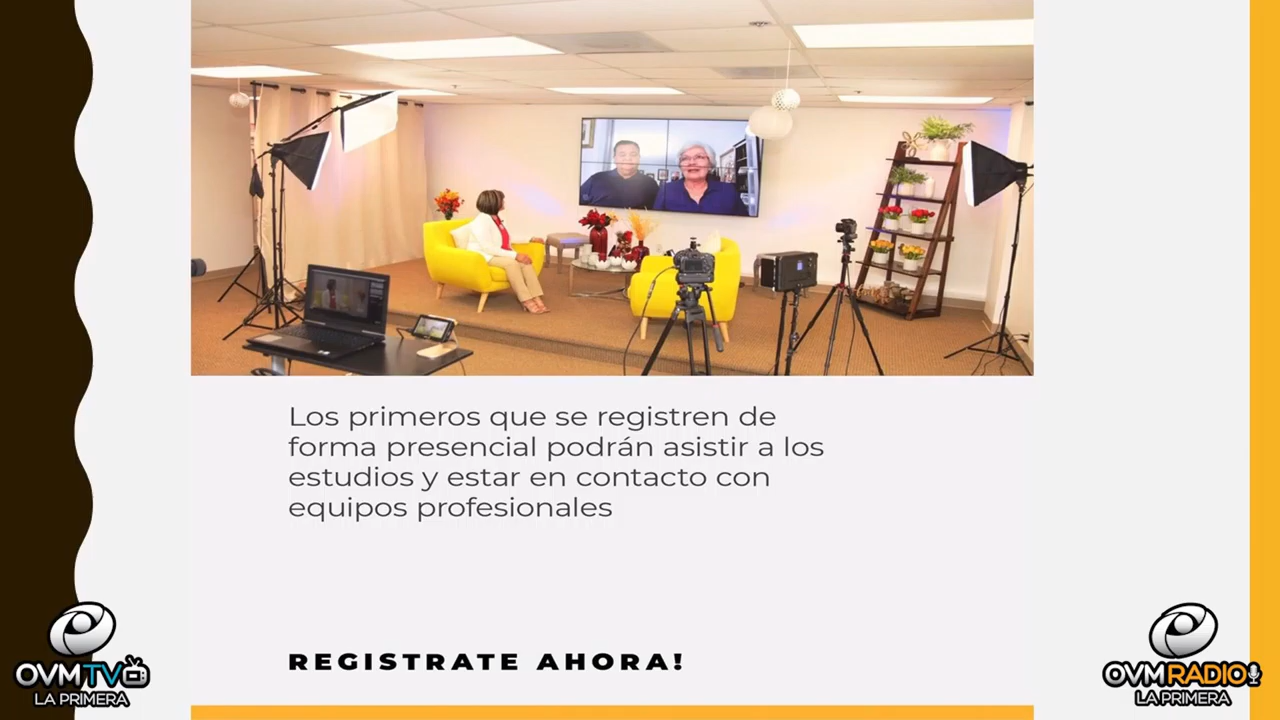 Los primeros que se registren de
forma presencial podrán asistir a los
estudios y estar en contacto con
equipos profesionales
REGISTRATE AHORA!
OVMTV
LA PRIMERA
OVMRADIO
LA PRIMERA